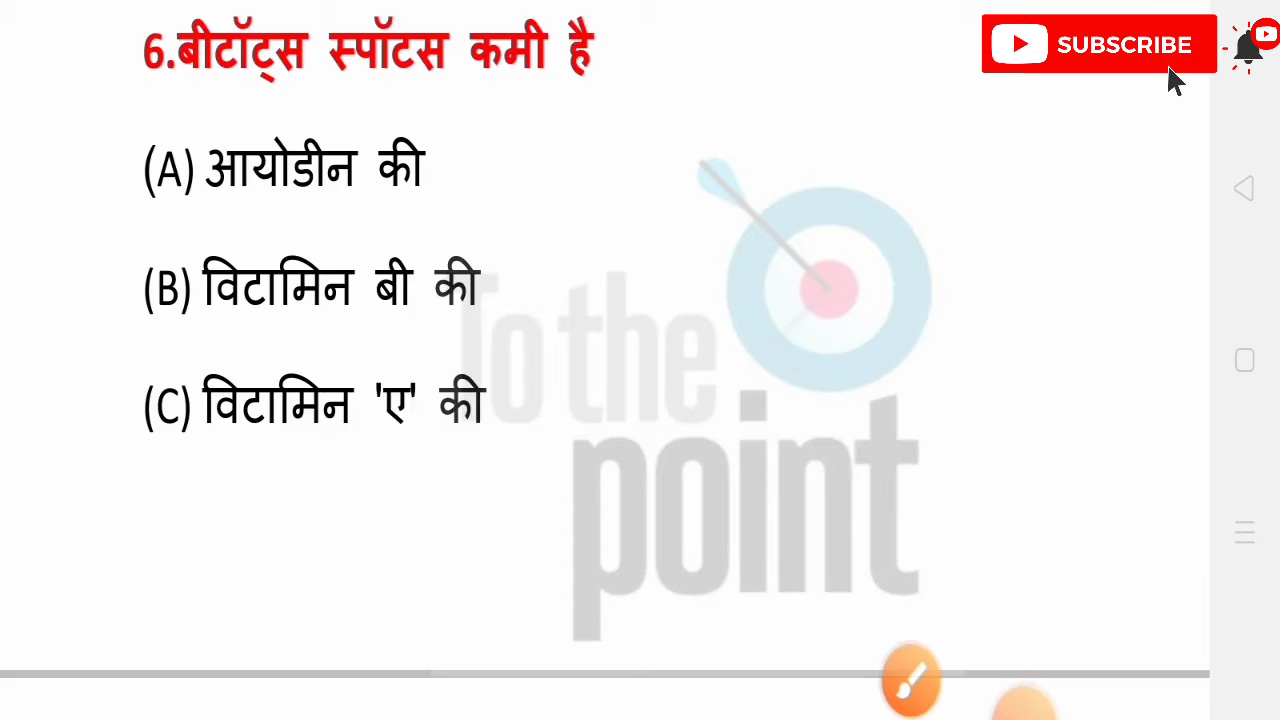 6.बीटॉट्स स्पॉटस कमी है
SUBSCRIBE
(A) आयोडीन की
(B) विटामिन बी की
(C) विटामिन 'ए' की
To the
point